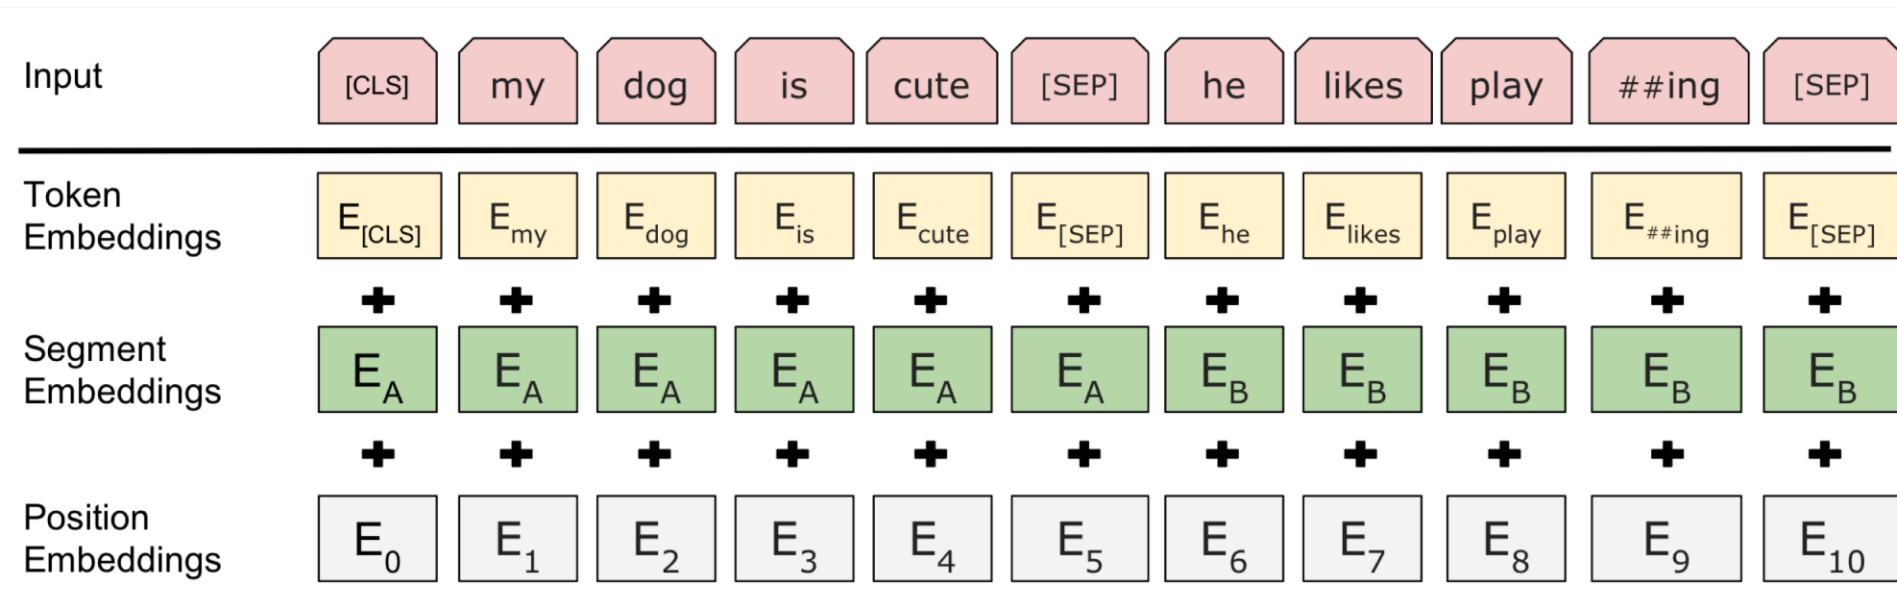 Input [CLS] my dog is cute [SEP] he likes play ##ing [SEP]
Token
Embeddings E[CLS] Emy Edog Eis Ecute E[SEP] Ehe Elikes Eplay E##ing E[SEP]
+ + + + + + + + + + +
Segment
Embeddings EA EA EA EA EA EA EB EB EB EB EB
+ + + + + + + + + + +
Position
Embeddings E0 E1 E2 E3 E4 E5 E6 E7 E8 E9 E10